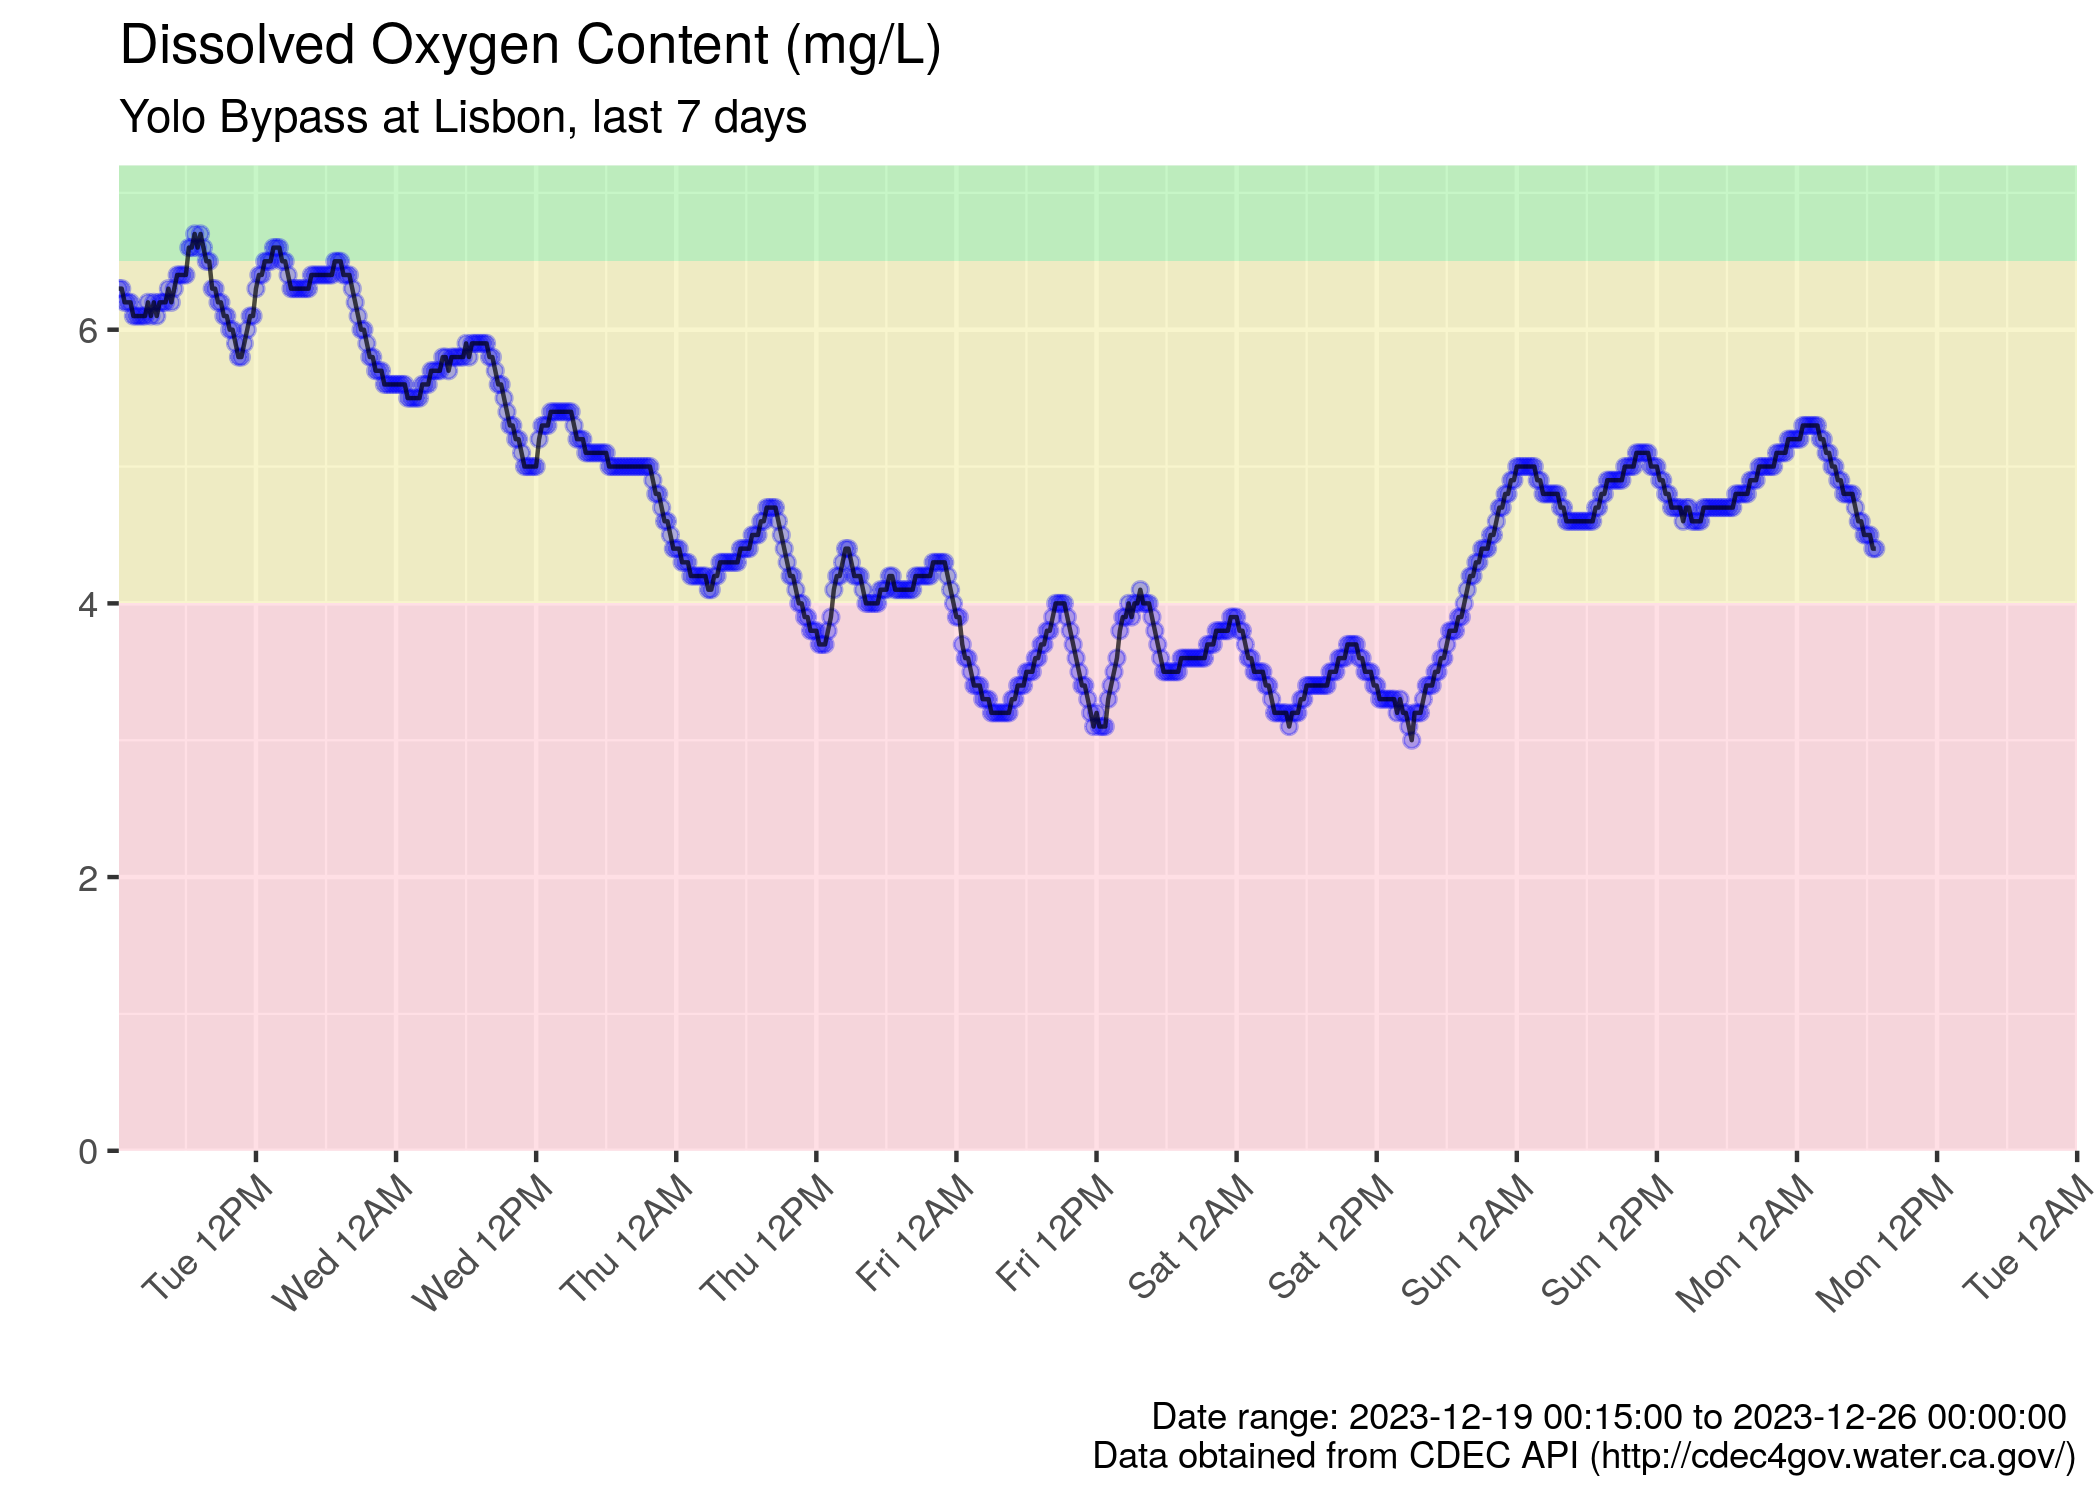 Dissolved Oxygen Content (mg/L)
Yolo Bypass at Lisbon, last 7 days
6
4
2
0
Tue 12PM
Wed 12AM
Wed 12PM
Thu 12AM
Thu 12PM
Fri 12AM
Fri 12PM
Sat 12AM
Sat 12PM
Sun 12AM
Sun 12PM
Mon 12AM
Mon 12PM
Tue 12AM
Date range: 2023-12-19 00:15:00 to 2023-12-26 00:00:00
Data obtained from CDEC API (http://cdec4gov.water.ca.gov/)